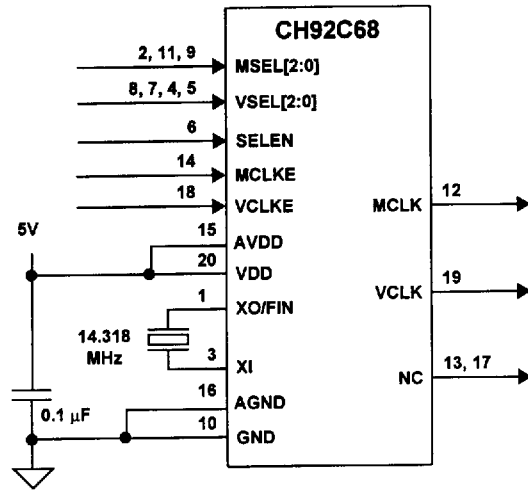 CH92C68
2, 11, 9
MSEL[2:0]
8, 7, 4, 5
VSEL[2:0]
6
SELEN
14
MCLKE
18
VCLKE
MCLK
12
5V
15
AVDD
20
VDD
1
XO/FIN
VCLK
19
14.318
MHz
3
XI
NC
13, 17
16
AGND
0.1 µF
10
GND